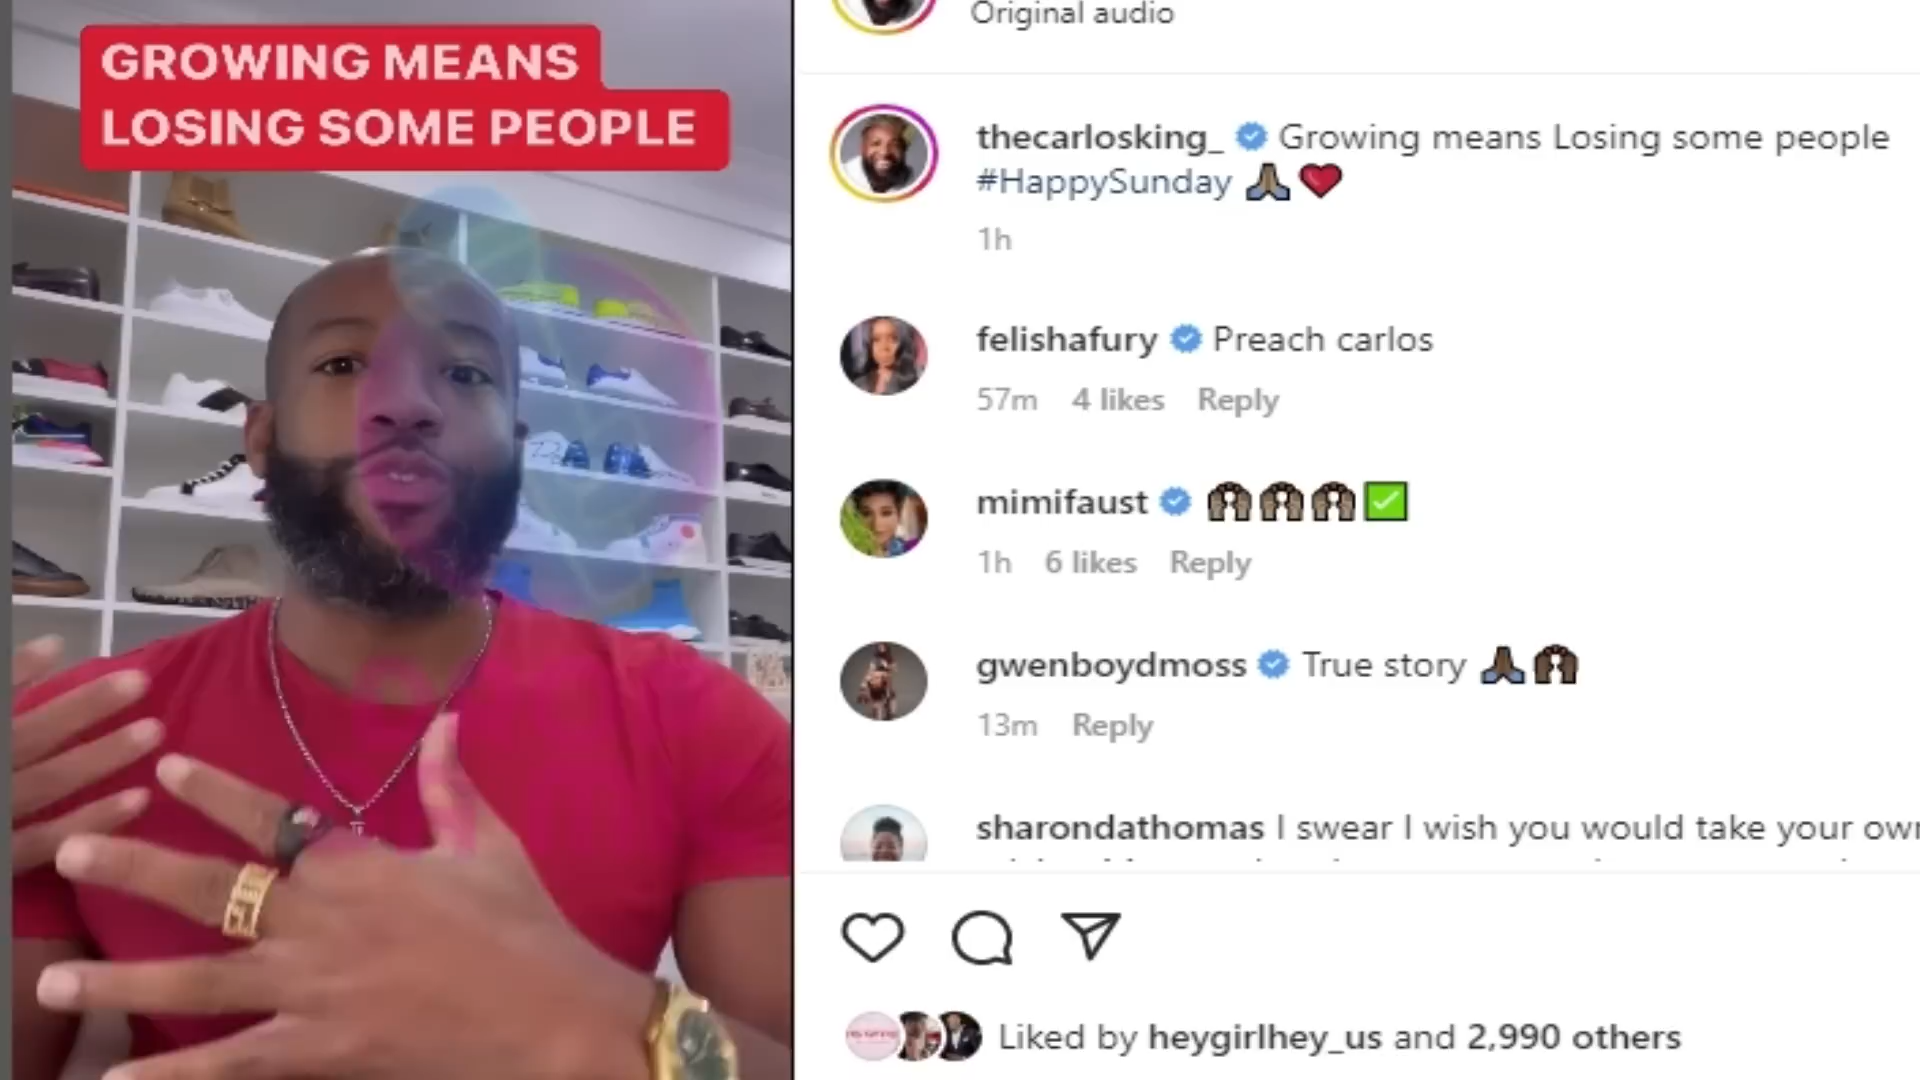 GROWING MEANS
LOSING SOME PEOPLE
Original audio
thecarlosking_ Growing means Losing some people
#HappySunday 🙏🏾❤️
1h
felishafury Preach carlos
57m 4 likes Reply
mimifaust 🙌🏾🙌🏾🙌🏾✅
1h 6 likes Reply
gwenboydmoss True story 🙏🏾🙌🏾
13m Reply
sharondathomas I swear I wish you would take your own
Liked by heygirlhey_us and 2,990 others